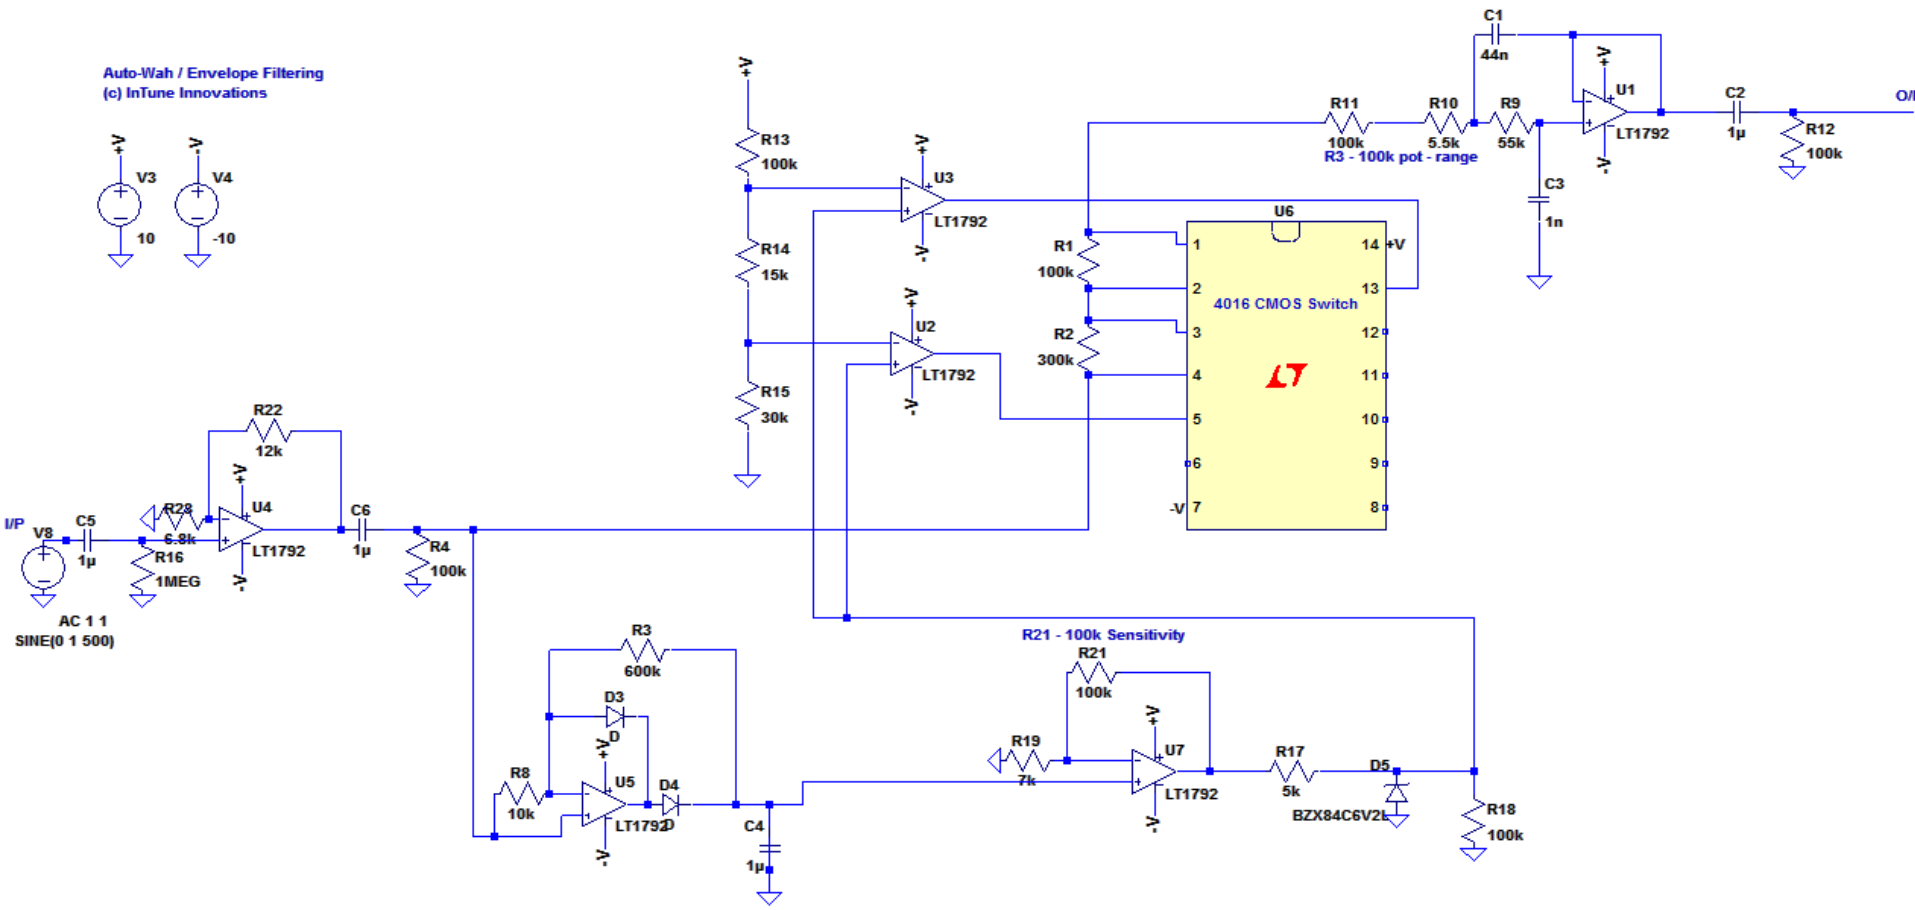 Auto-Wah / Envelope Filtering
(c) InTune Innovations
+V
V3
10
-V
V4
-10
+V
R13
100k
R14
15k
R15
30k
+V
U3
LT1792
-V
+V
U2
LT1792
-V
C1
44n
R11
100k
R3 - 100k pot - range
R10
5.5k
R9
55k
+V
U1
LT1792
-V
C3
1n
C2
1µ
R12
100k
R1
100k
R2
300k
U6
4016 CMOS Switch
1
2
3
4
5
6
-V 7
14 +V
13
12
11
10
9
8
I/P
V8
AC 1 1
SINE(0 1 500)
C5
1µ
R16
1MEG
R23
6.8k
R22
12k
+V
U4
LT1792
-V
C6
1µ
R4
100k
R3
600k
D3
D
R8
10k
+V
U5
LT1792
-V
D4
D
C4
1µ
R21 - 100k Sensitivity
R21
100k
R19
7k
+V
U7
LT1792
-V
R17
5k
D5
R18
100k